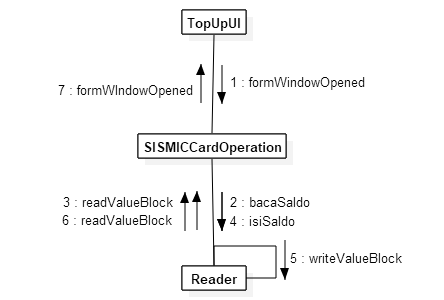 TopUpUI
7 : formWIndowOpened
1 : formWindowOpened
SISMICCardOperation
3 : readValueBlock
6 : readValueBlock
2 : bacaSaldo
4 : isiSaldo
5 : writeValueBlock
Reader